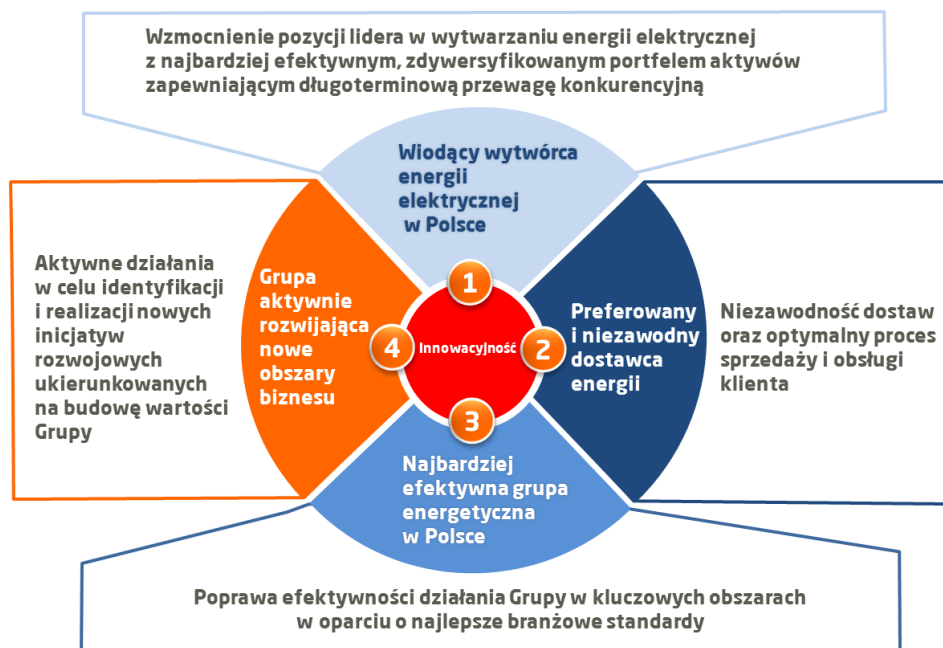 Wzmocnienie pozycji lidera w wytwarzaniu energii elektrycznej
z najbardziej efektywnym, zdywersyfikowanym portfelem aktywów
zapewniającym długoterminową przewagę konkurencyjną
Wiodący wytwórca
energii
elektrycznej
w Polsce
1
Aktywne działania
w celu identyfikacji
i realizacji nowych
inicjatyw
rozwojowych
ukierunkowanych
na budowę wartości
Grupy
Grupa
aktywnie
rozwijająca
nowe
obszary
biznesu
4
Innowacyjność
2
Preferowany
i niezawodny
dostawca
energii
Niezawodność dostaw
oraz optymalny proces
sprzedaży i obsługi
klienta
3
Najbardziej
efektywna grupa
energetyczna
w Polsce
Poprawa efektywności działania Grupy w kluczowych obszarach
w oparciu o najlepsze branżowe standardy